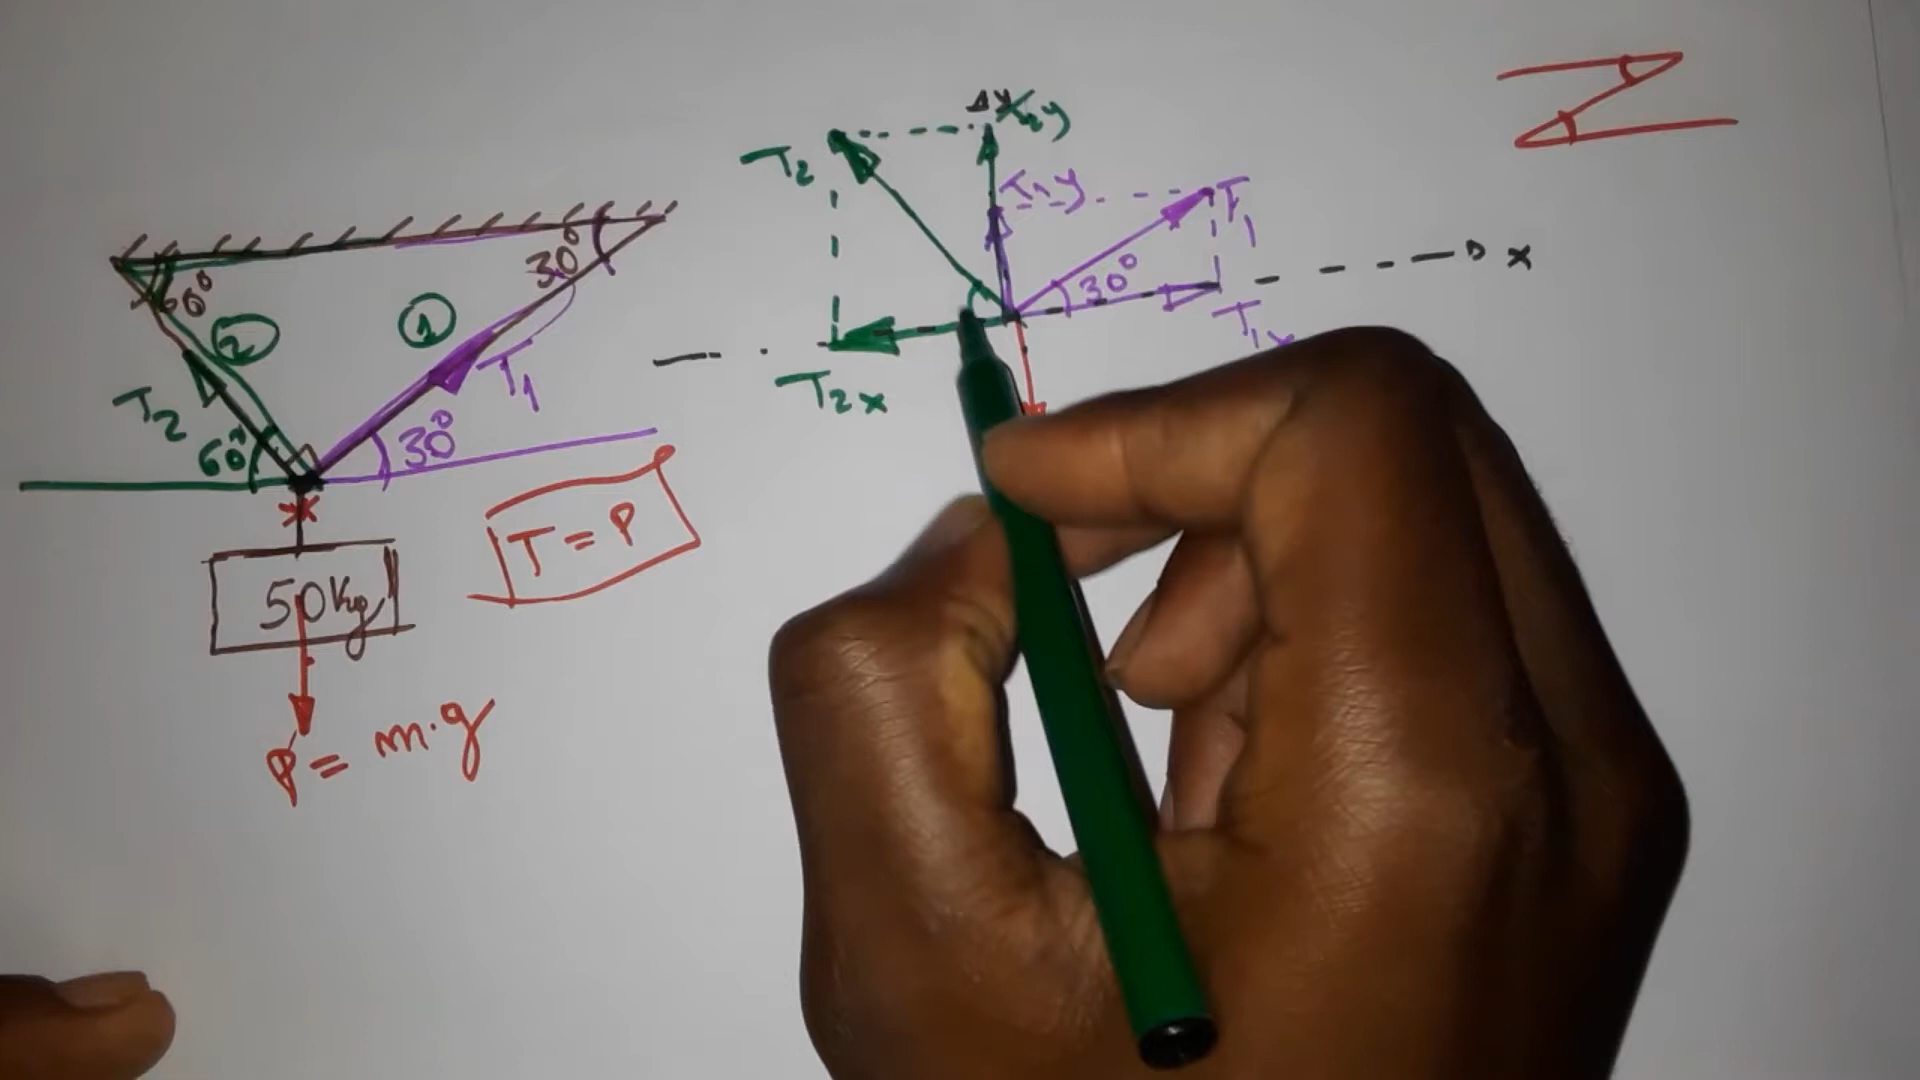 60°
30°
②
①
T₂
T₁
60°
30°
50Kg
P = m.g
T = P
y
T₂y
T₂
T₁y
T₁
30°
x
T₂x
T₁x